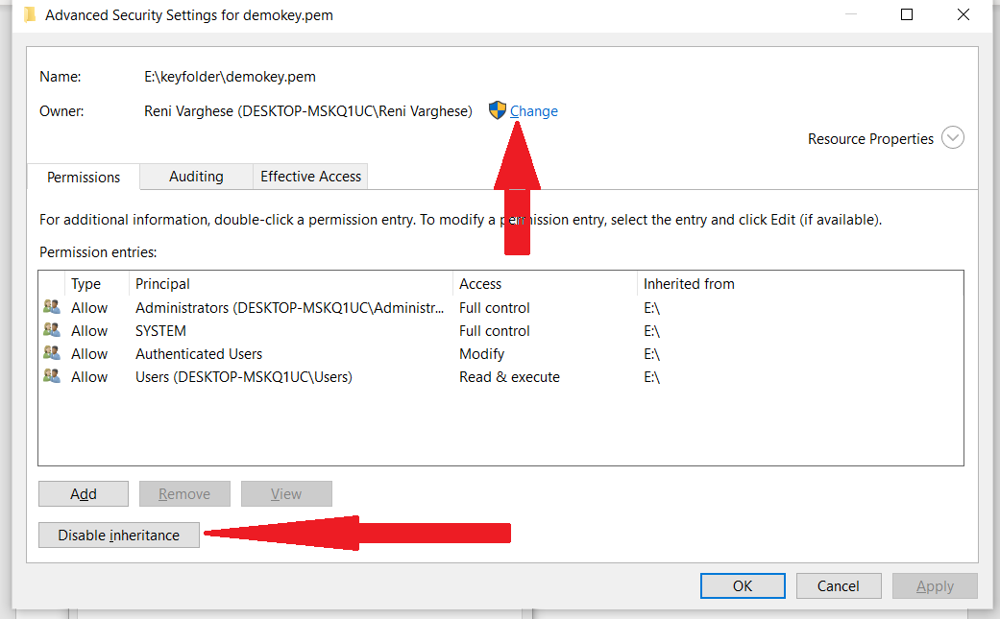 Advanced Security Settings for demokey.pem
Name: E:\keyfolder\demokey.pem
Owner: Reni Varghese (DESKTOP-MSKQ1UC\Reni Varghese) Change
Resource Properties
Permissions Auditing Effective Access
For additional information, double-click a permission entry. To modify a permission entry, select the entry and click Edit (if available).
Permission entries:
Type Principal Access Inherited from
Allow Administrators (DESKTOP-MSKQ1UC\Administr... Full control E:\
Allow SYSTEM Full control E:\
Allow Authenticated Users Modify E:\
Allow Users (DESKTOP-MSKQ1UC\Users) Read & execute E:\
Add Remove View
Disable inheritance
OK Cancel Apply